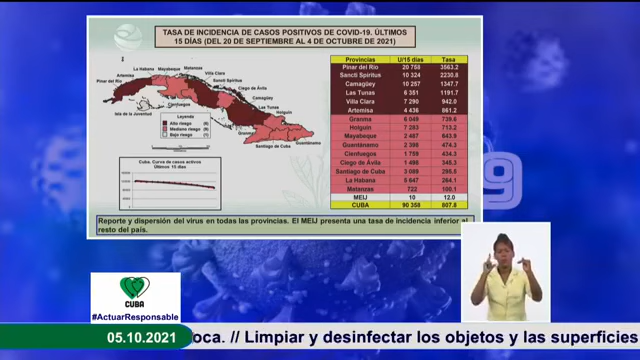 TASA DE INCIDENCIA DE CASOS POSITIVOS DE COVID-19. ÚLTIMOS
15 DÍAS (DEL 20 DE SEPTIEMBRE AL 4 DE OCTUBRE DE 2021)
La Habana
Mayabeque
Matanzas
Artemisa
Villa Clara
Pinar del Río
Sancti Spíritus
Ciego de Ávila
Camagüey
Las Tunas
Cienfuegos
Holguín
Isla de la Juventud
Granma
Guantánamo
Santiago de Cuba
Leyenda
Alto riesgo (6)
Mediano riesgo (9)
Bajo riesgo (1)
Cuba. Curva de casos activos
Últimos 15 días
Provincias U/15 días Tasa
Pinar del Río 20 758 3563.2
Sancti Spíritus 10 324 2230.8
Camagüey 10 257 1347.7
Las Tunas 6 351 1191.7
Villa Clara 7 290 942.0
Artemisa 4 436 861.2
Granma 6 049 739.6
Holguín 7 283 713.2
Mayabeque 2 487 643.9
Guantánamo 2 399 474.3
Cienfuegos 1 759 434.3
Ciego de Ávila 1 496 345.3
Santiago de Cuba 3 089 295.5
La Habana 5 647 264.1
Matanzas 722 100.1
MEIJ 10 12.0
CUBA 90 358 807.8
Reporte y dispersión del virus en todas las provincias. El MEIJ presenta una tasa de incidencia inferior al
resto del país.
9
CUBA
#ActuarResponsable
05.10.2021
oca. // Limpiar y desinfectar los objetos y las superficies